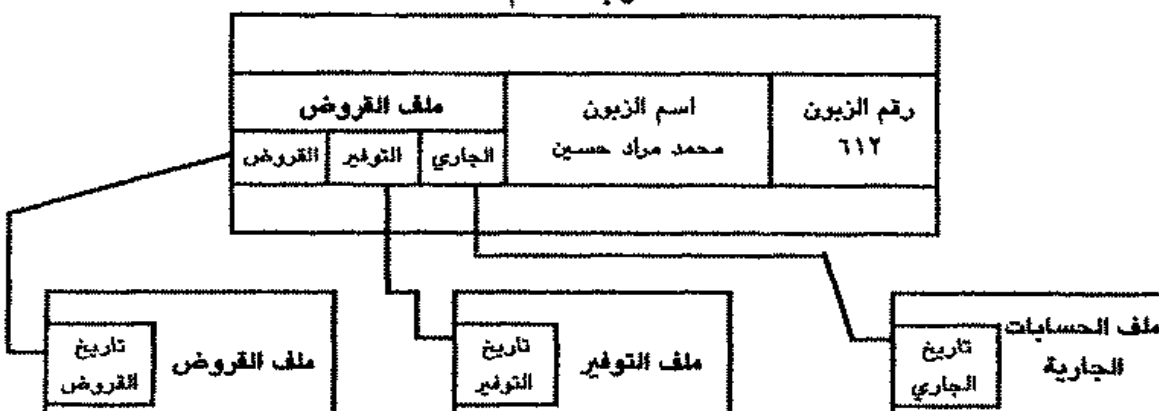 رقم الزبون
٦١٢
اسم الزبون
محمد مراد حسين
ملف القروض
الجاري
التوفير
القروض
ملف الحسابات
الجارية
تاريخ
الجاري
ملف التوفير
تاريخ
التوفير
ملف القروض
تاريخ
القروض